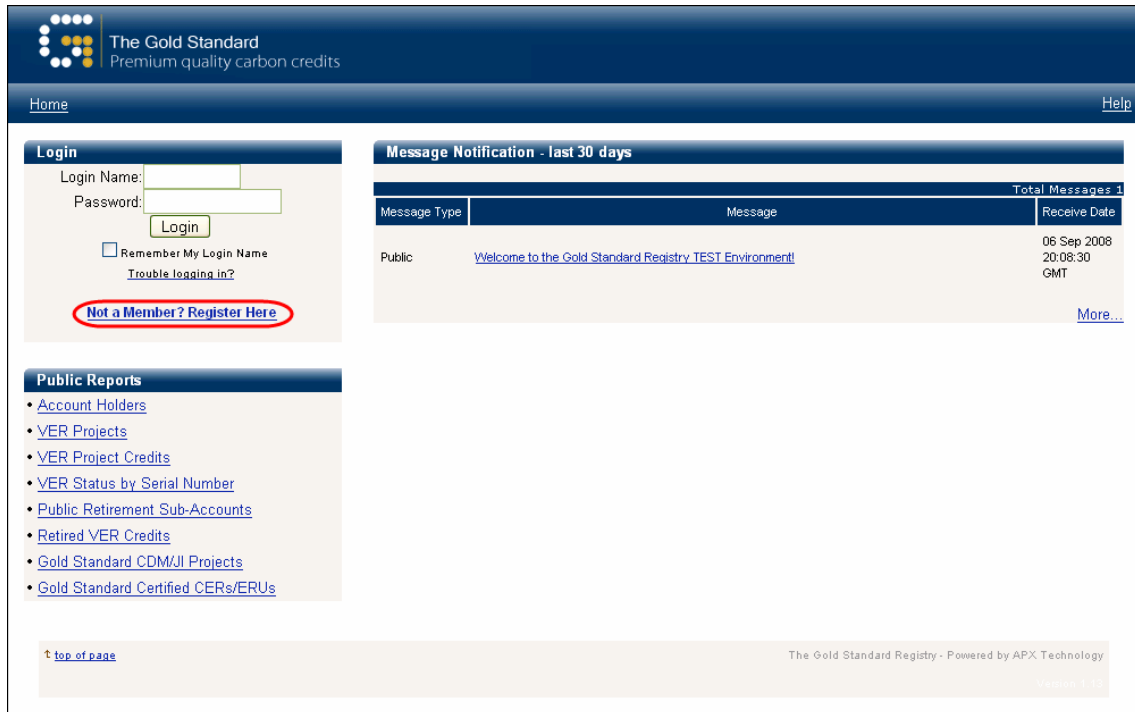 The Gold Standard
Premium quality carbon credits
Home
Help
Login
Login Name:
Password:
Login
Remember My Login Name
Trouble logging in?
Not a Member? Register Here
Message Notification - last 30 days
Total Messages 1
Message Type Message Receive Date
Public Welcome to the Gold Standard Registry TEST Environment! 06 Sep 2008
20:08:30
GMT
More...
Public Reports
• Account Holders
• VER Projects
• VER Project Credits
• VER Status by Serial Number
• Public Retirement Sub-Accounts
• Retired VER Credits
• Gold Standard CDM/JI Projects
• Gold Standard Certified CERs/ERUs
top of page
The Gold Standard Registry - Powered by APX Technology